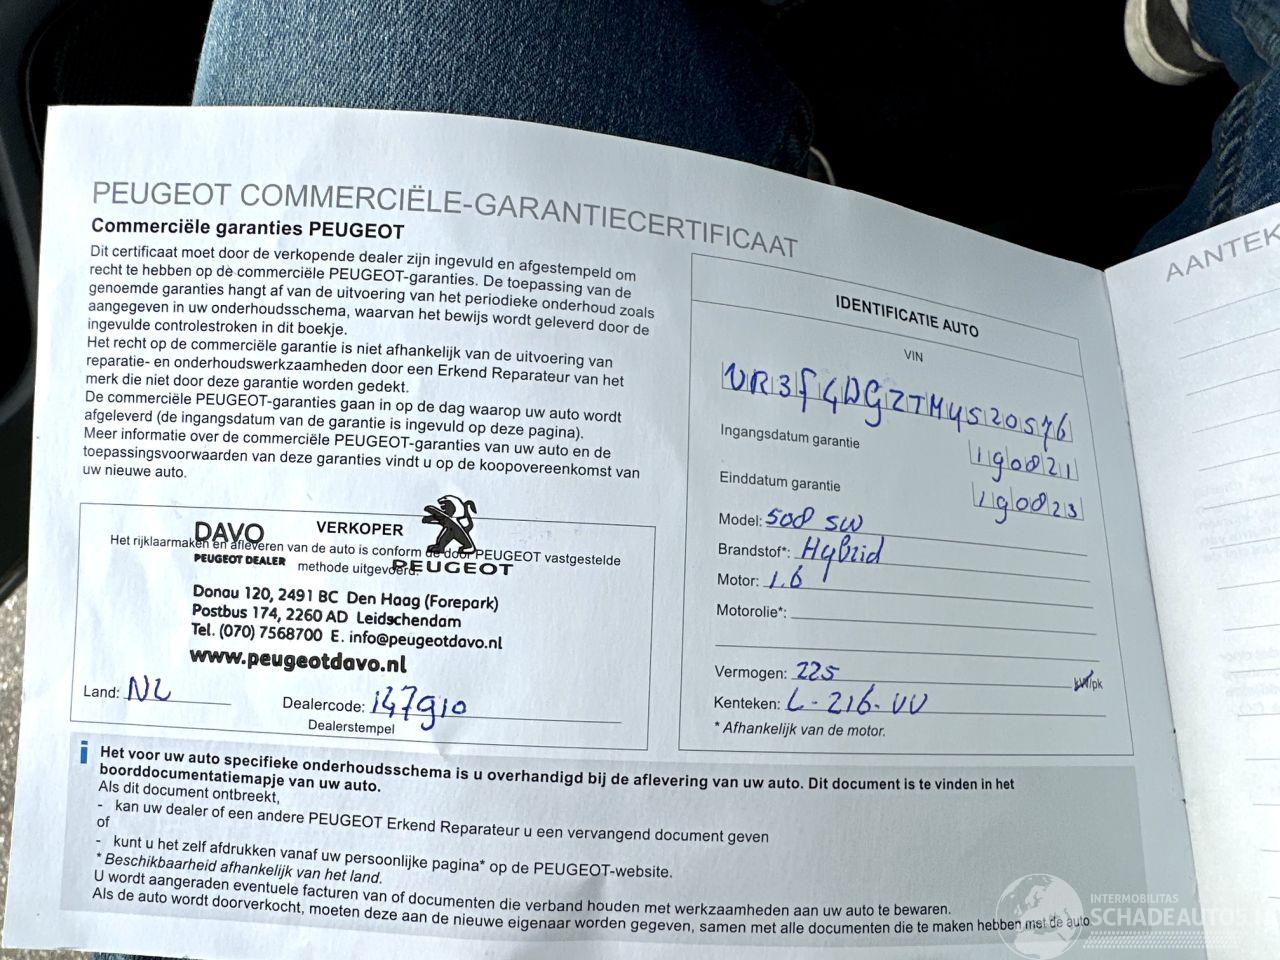 PEUGEOT COMMERCIËLE-GARANTIECERTIFICAAT
Commerciële garanties PEUGEOT
Dit certificaat moet door de verkopende dealer zijn ingevuld en afgestempeld om
recht te hebben op de commerciële PEUGEOT-garanties. De toepassing van de
genoemde garanties hangt af van de uitvoering van het periodieke onderhoud zoals
aangegeven in uw onderhoudsschema, waarvan het bewijs wordt geleverd door de
ingevulde controlestroken in dit boekje.
Het recht op de commerciële garantie is niet afhankelijk van de uitvoering van
reparatie- en onderhoudswerkzaamheden door een Erkend Reparateur van het
merk die niet door deze garantie worden gedekt.
De commerciële PEUGEOT-garanties gaan in op de dag waarop uw auto wordt
afgeleverd (de ingangsdatum van de garantie is ingevuld op deze pagina).
Meer informatie over de commerciële PEUGEOT-garanties van uw auto en de
toepassingsvoorwaarden van deze garanties vindt u op de koopovereenkomst van
uw nieuwe auto.
VERKOPER
DAVO
Het rijklaarmaken en afleveren van de auto is conform de door PEUGEOT vastgestelde
methode uitgevoerd.
PEUGEOT DEALER
PEUGEOT
Donau 120, 2491 BC Den Haag (Forepark)
Postbus 174, 2260 AD Leidschendam
Tel. (070) 7568700 E. info@peugeotdavo.nl
www.peugeotdavo.nl
Land: NL
Dealercode: 147910
Dealerstempel
IDENTIFICATIE AUTO
VIN
VR3F4DGZTMY520576
Ingangsdatum garantie 190821
Einddatum garantie 190823
Model: 508 SW
Brandstof*: Hybrid
Motor: 1.6
Motorolie*:
Vermogen: 225 kW/pk
Kenteken: L-216-VV
* Afhankelijk van de motor.
i Het voor uw auto specifieke onderhoudsschema is u overhandigd bij de aflevering van uw auto. Dit document is te vinden in het
boorddocumentatiemapje van uw auto.
Als dit document ontbreekt,
- kan uw dealer of een andere PEUGEOT Erkend Reparateur u een vervangend document geven
of
- kunt u het zelf afdrukken vanaf uw persoonlijke pagina* op de PEUGEOT-website.
* Beschikbaarheid afhankelijk van het land.
U wordt aangeraden eventuele facturen van of documenten die verband houden met werkzaamheden aan uw auto te bewaren.
Als de auto wordt doorverkocht, moeten deze aan de nieuwe eigenaar worden gegeven, samen met alle documenten die te maken hebben met de auto
AANTEK
INTERMOBILITAS
SCHADEAUTOS